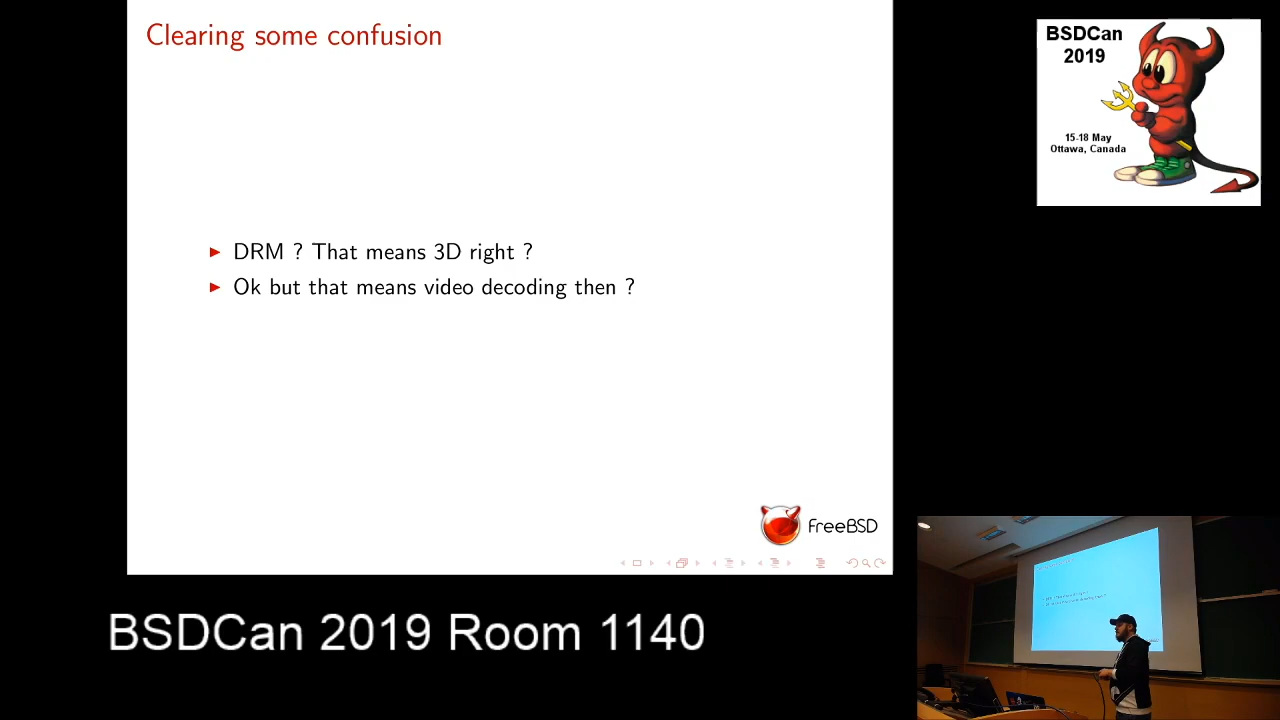 Clearing some confusion
DRM ? That means 3D right ?
Ok but that means video decoding then ?
FreeBSD
BSDCan
2019
15-18 May
Ottawa, Canada
BSDCan 2019 Room 1140